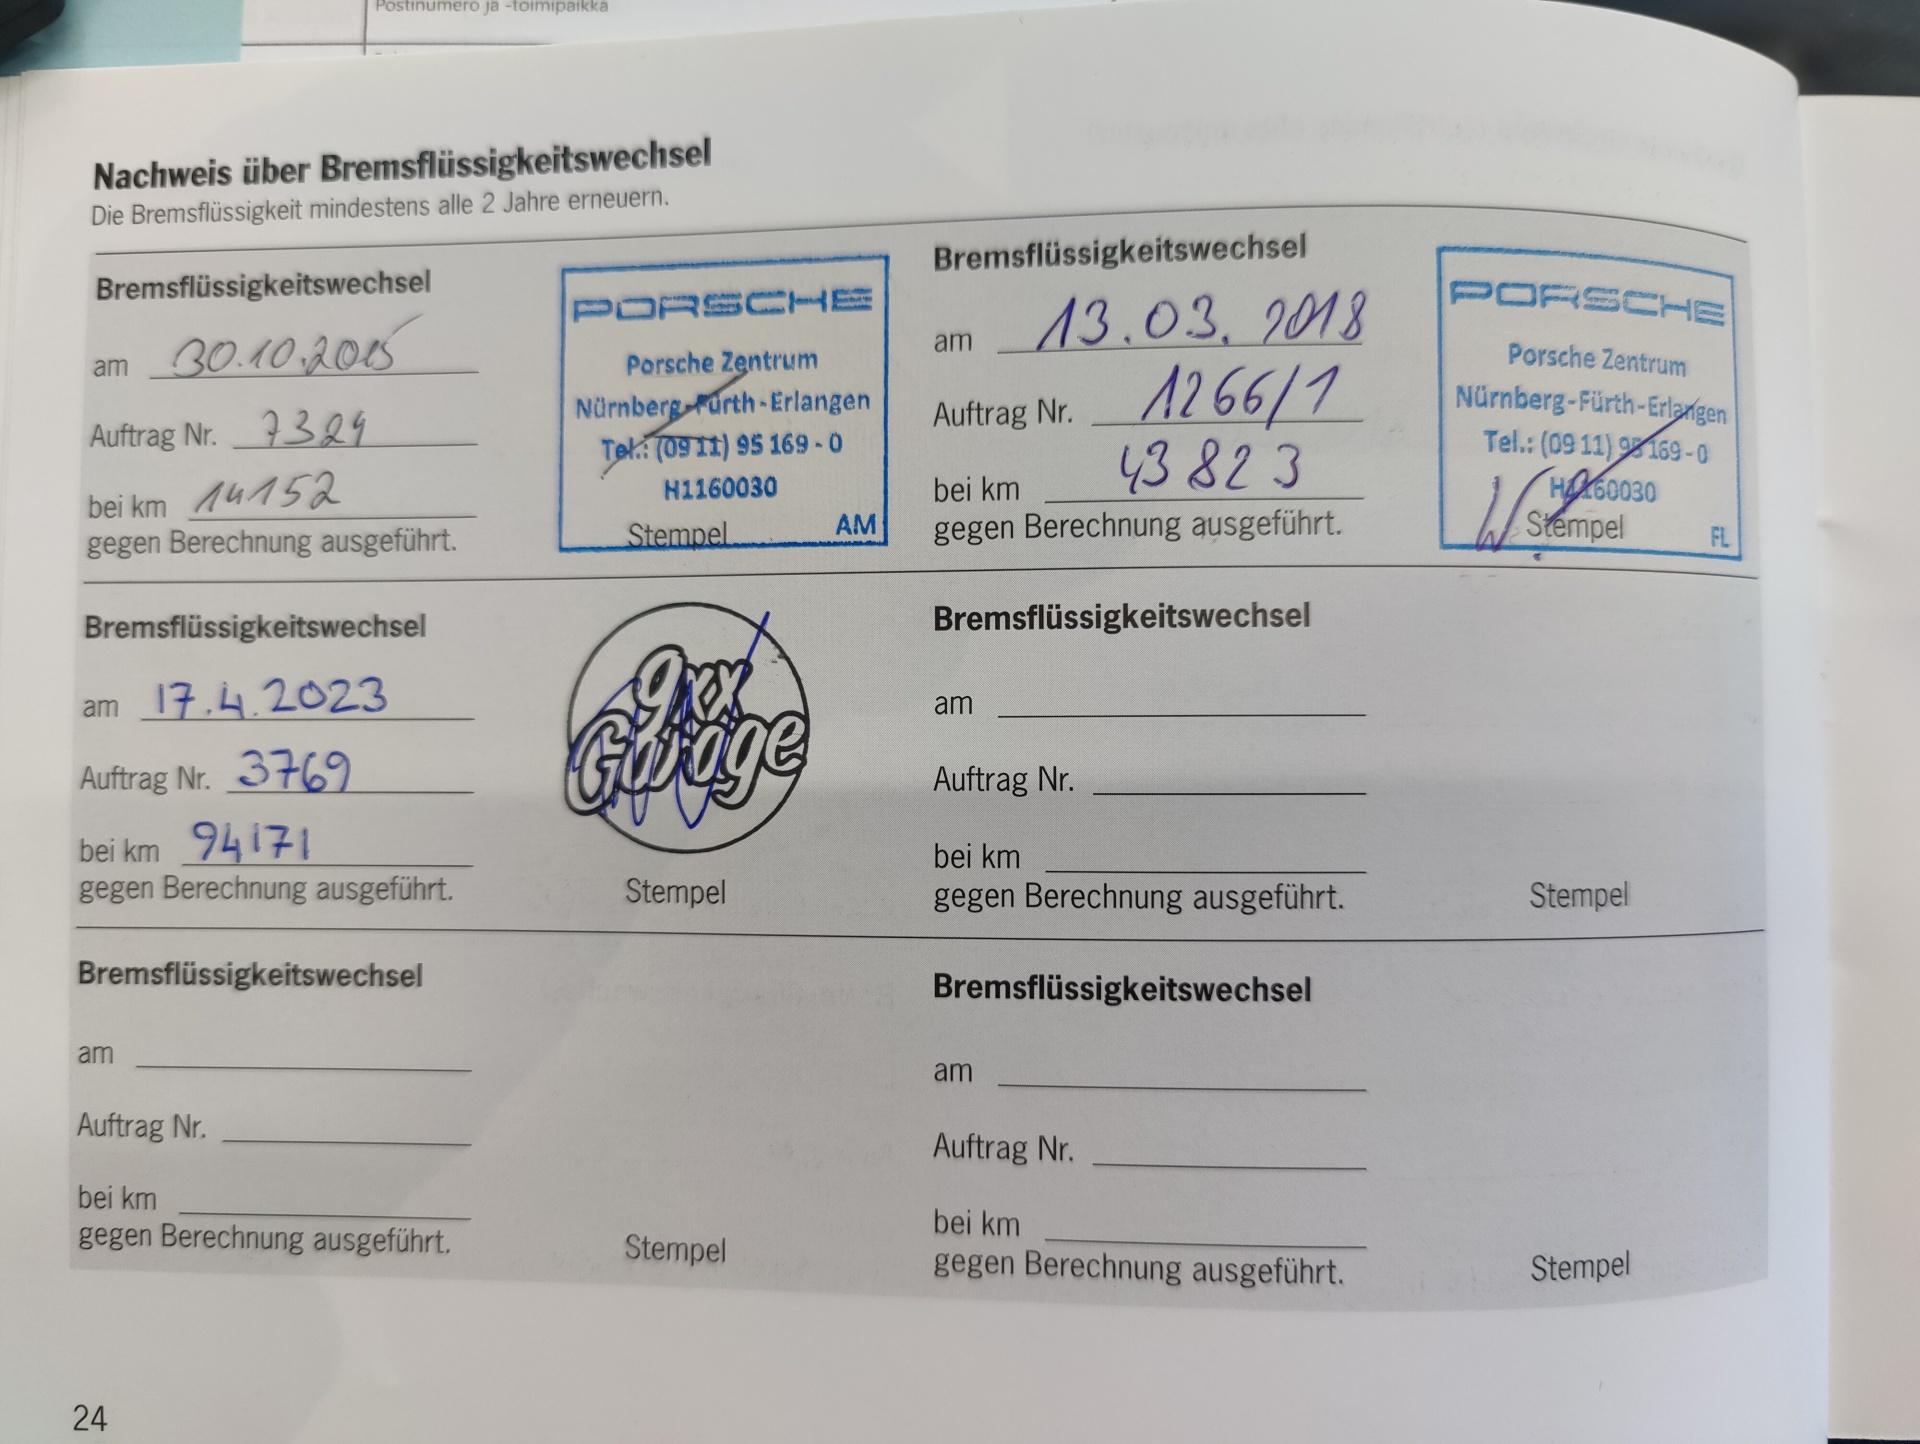 Postinumero ja -toimipaikka
Nachweis über Bremsflüssigkeitswechsel
Die Bremsflüssigkeit mindestens alle 2 Jahre erneuern.
Bremsflüssigkeitswechsel
am 30.10.2015
Auftrag Nr. 7324
bei km 14152
gegen Berechnung ausgeführt.
PORSCHE
Porsche Zentrum
Nürnberg-Fürth-Erlangen
Tel.: (09 11) 95 169 - 0
H1160030
Stempel AM
Bremsflüssigkeitswechsel
am 13.03.2018
Auftrag Nr. 1266/1
bei km 43823
gegen Berechnung ausgeführt.
PORSCHE
Porsche Zentrum
Nürnberg-Fürth-Erlangen
Tel.: (09 11) 95 169 - 0
H1160030
Stempel FL
Bremsflüssigkeitswechsel
am 17.4.2023
Auftrag Nr. 3769
bei km 94171
gegen Berechnung ausgeführt.
9xx
Garage
Stempel
Bremsflüssigkeitswechsel
am
Auftrag Nr.
bei km
gegen Berechnung ausgeführt.
Stempel
Bremsflüssigkeitswechsel
am
Auftrag Nr.
bei km
gegen Berechnung ausgeführt.
Stempel
Bremsflüssigkeitswechsel
am
Auftrag Nr.
bei km
gegen Berechnung ausgeführt.
Stempel
24